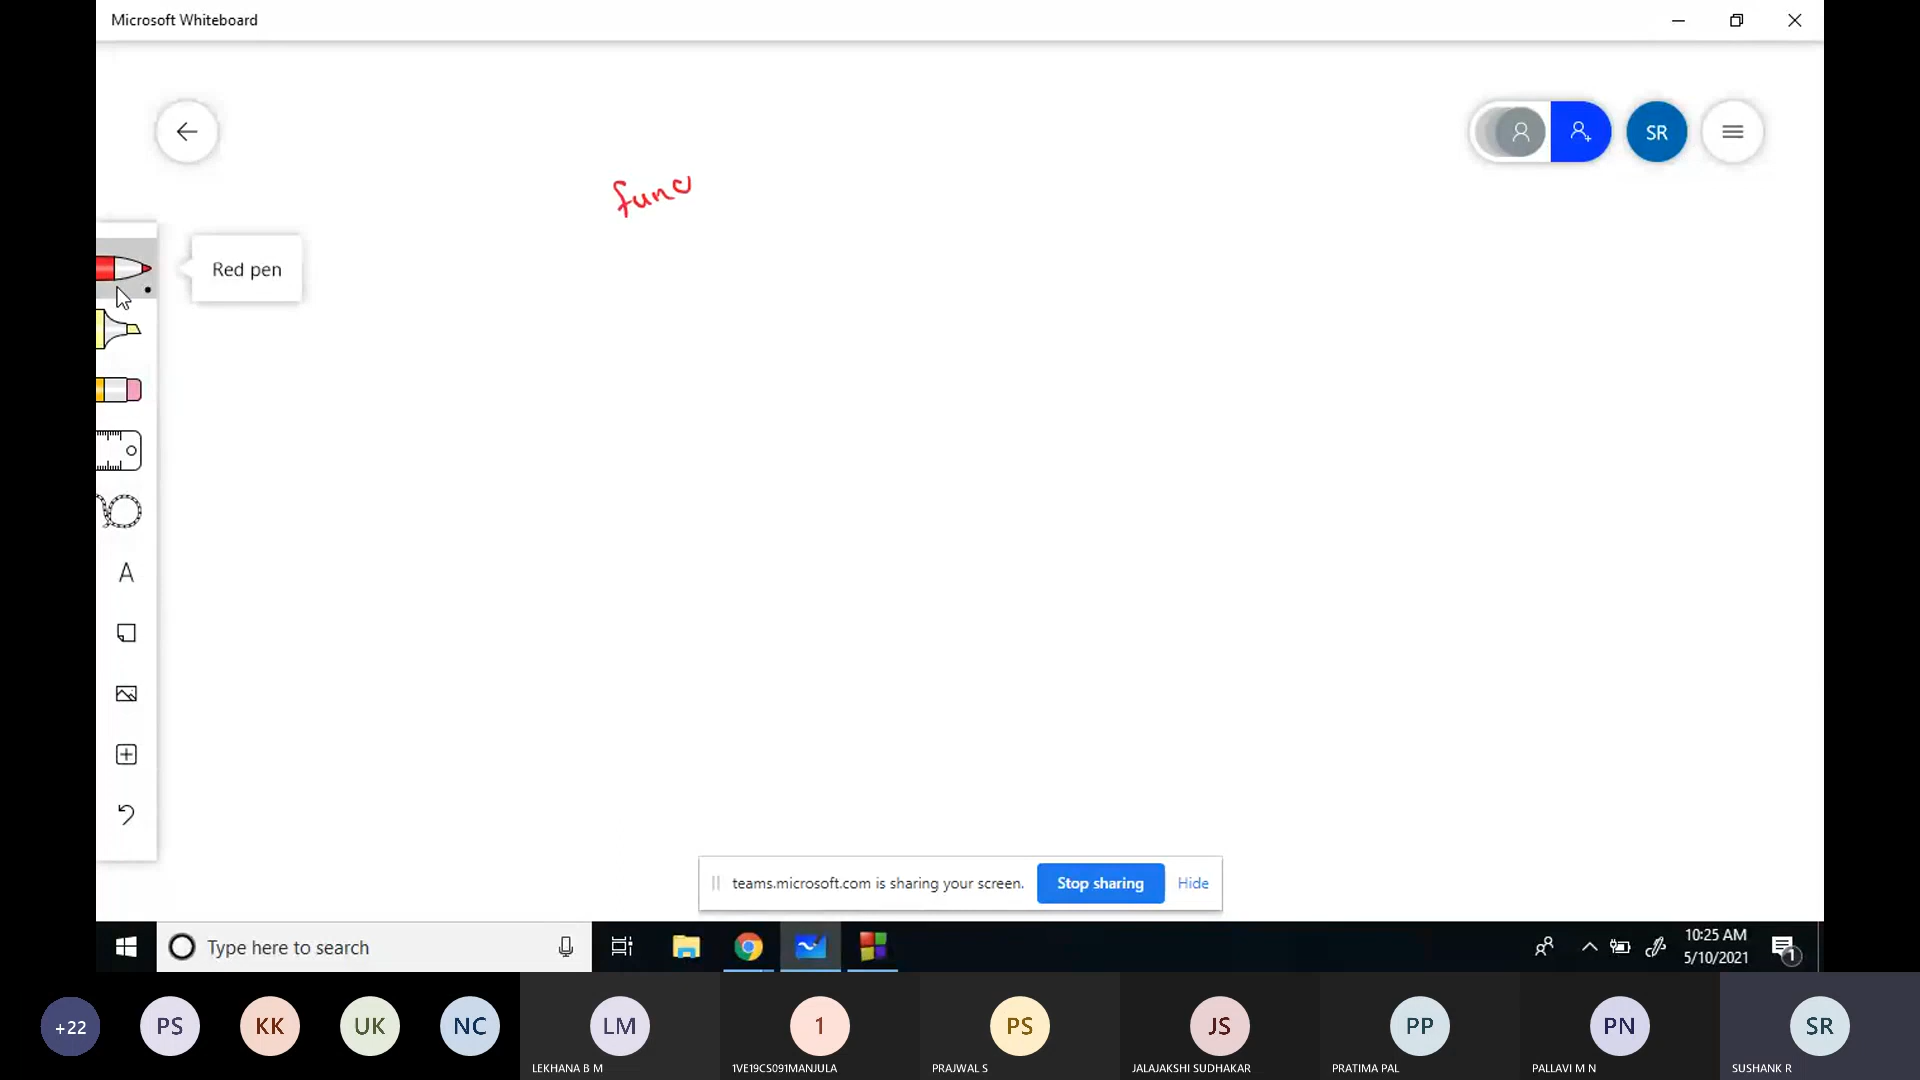 Microsoft Whiteboard
SR
func
Red pen
A
teams.microsoft.com is sharing your screen. Stop sharing Hide
Type here to search
10:25 AM
5/10/2021
1
+22 PS KK UK NC LM 1 PS JS PP PN SR
LEKHANA B M 1VE19CS091MANJULA PRAJWAL S JALAJAKSHI SUDHAKAR PRATIMA PAL PALLAVI M N SUSHANK R